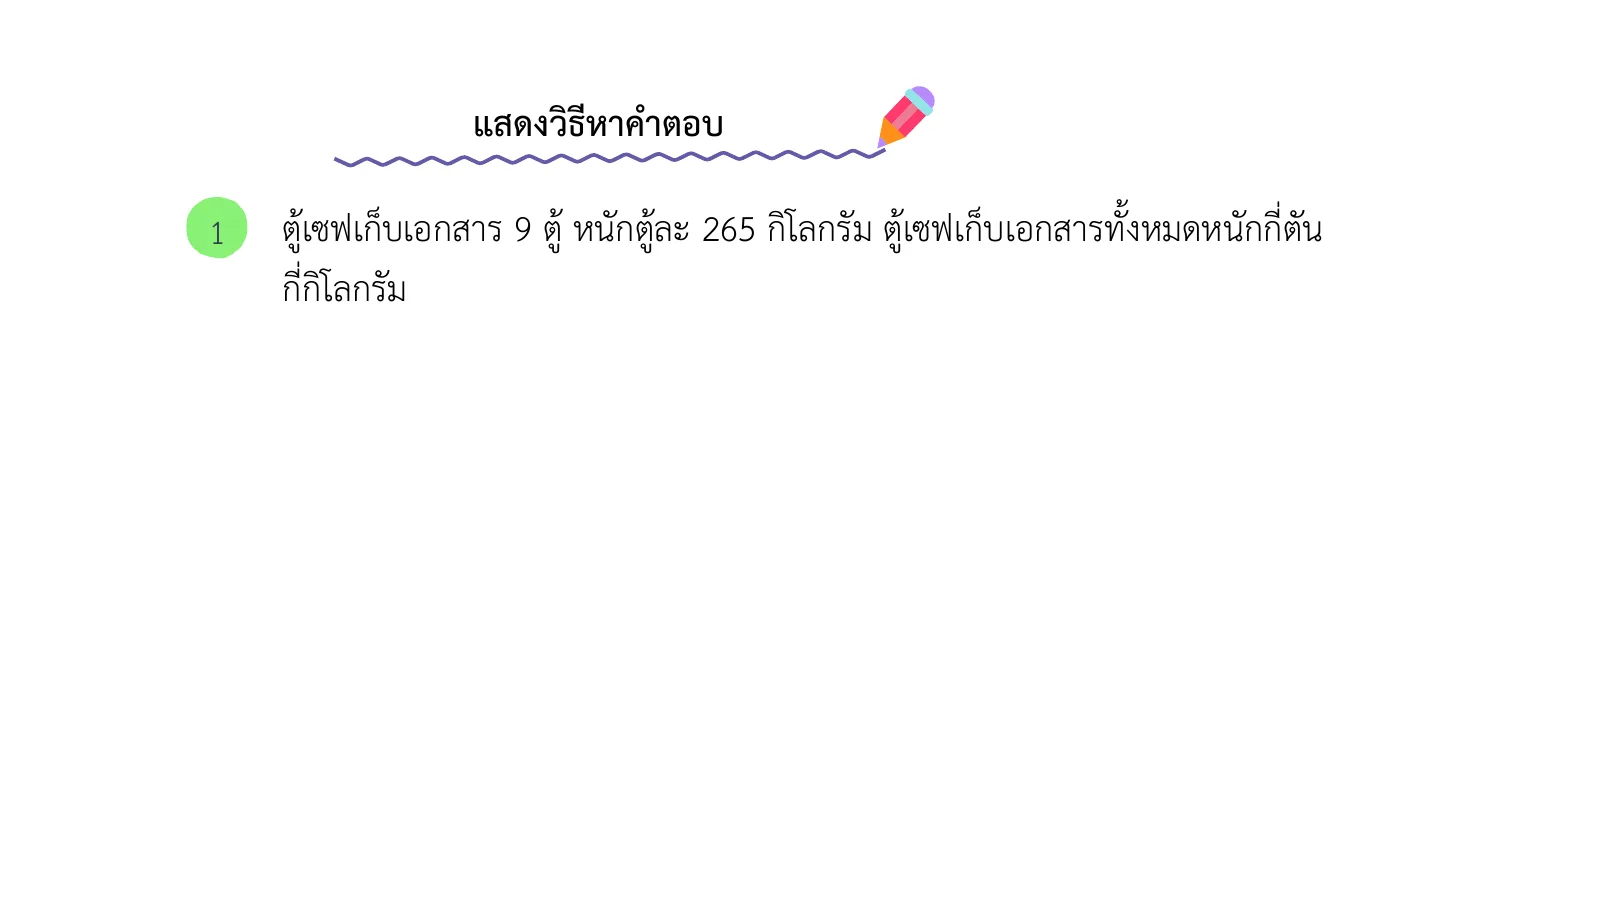 แสดงวิธีหาคำตอบ
1 ตู้เซฟเก็บเอกสาร 9 ตู้ หนักตู้ละ 265 กิโลกรัม ตู้เซฟเก็บเอกสารทั้งหมดหนักกี่ตัน
กี่กิโลกรัม